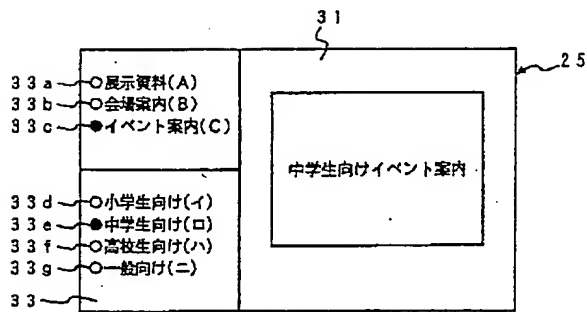 31
25
33a ○展示資料(A)
33b ○会場案内(B)
33c ●イベント案内(C)
中学生向けイベント案内
33d ○小学生向け(イ)
33e ●中学生向け(ロ)
33f ○高校生向け(ハ)
33g ○一般向け(ニ)
33